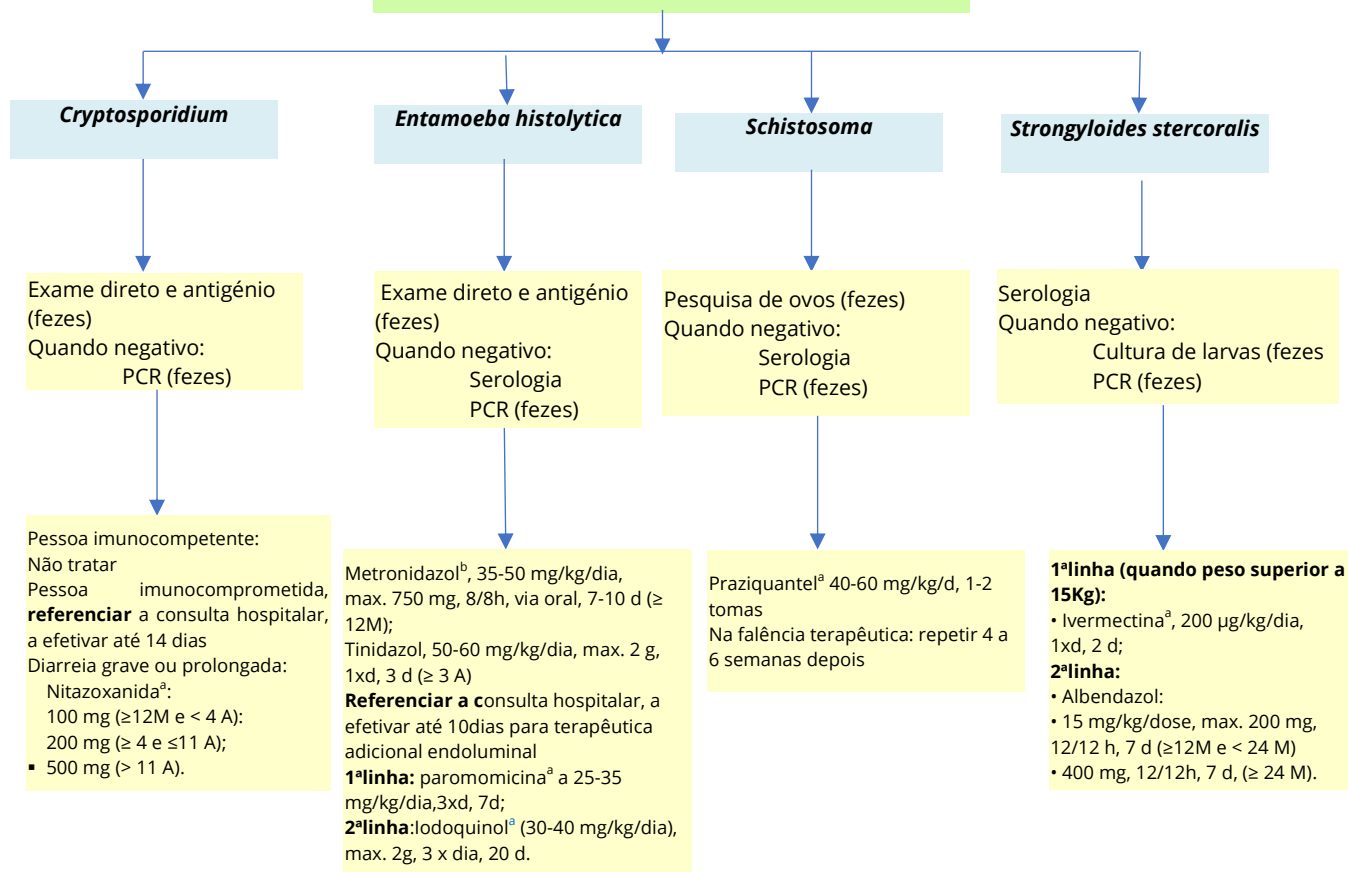 Cryptosporidium
Exame direto e antigénio
(fezes)
Quando negativo:
PCR (fezes)
Pessoa imunocompetente:
Não tratar
Pessoa imunocomprometida,
referenciar a consulta hospitalar,
a efetivar até 14 dias
Diarreia grave ou prolongada:
Nitazoxanidaᵃ:
100 mg (≥12M e < 4 A):
200 mg (≥ 4 e ≤11 A);
▪ 500 mg (> 11 A).
Entamoeba histolytica
Exame direto e antigénio
(fezes)
Quando negativo:
Serologia
PCR (fezes)
Metronidazolᵇ, 35-50 mg/kg/dia,
max. 750 mg, 8/8h, via oral, 7-10 d (≥
12M);
Tinidazol, 50-60 mg/kg/dia, max. 2 g,
1xd, 3 d (≥ 3 A)
Referenciar a consulta hospitalar, a
efetivar até 10dias para terapêutica
adicional endoluminal
1ªlinha: paromomicinaᵃ a 25-35
mg/kg/dia,3xd, 7d;
2ªlinha:Iodoquinolᵃ (30-40 mg/kg/dia),
max. 2g, 3 x dia, 20 d.
Schistosoma
Pesquisa de ovos (fezes)
Quando negativo:
Serologia
PCR (fezes)
Praziquantelᵃ 40-60 mg/kg/d, 1-2
tomas
Na falência terapêutica: repetir 4 a
6 semanas depois
Strongyloides stercoralis
Serologia
Quando negativo:
Cultura de larvas (fezes
PCR (fezes)
1ªlinha (quando peso superior a
15Kg):
• Ivermectinaᵃ, 200 µg/kg/dia,
1xd, 2 d;
2ªlinha:
• Albendazol:
• 15 mg/kg/dose, max. 200 mg,
12/12 h, 7 d (≥12M e < 24 M)
• 400 mg, 12/12h, 7 d, (≥ 24 M).